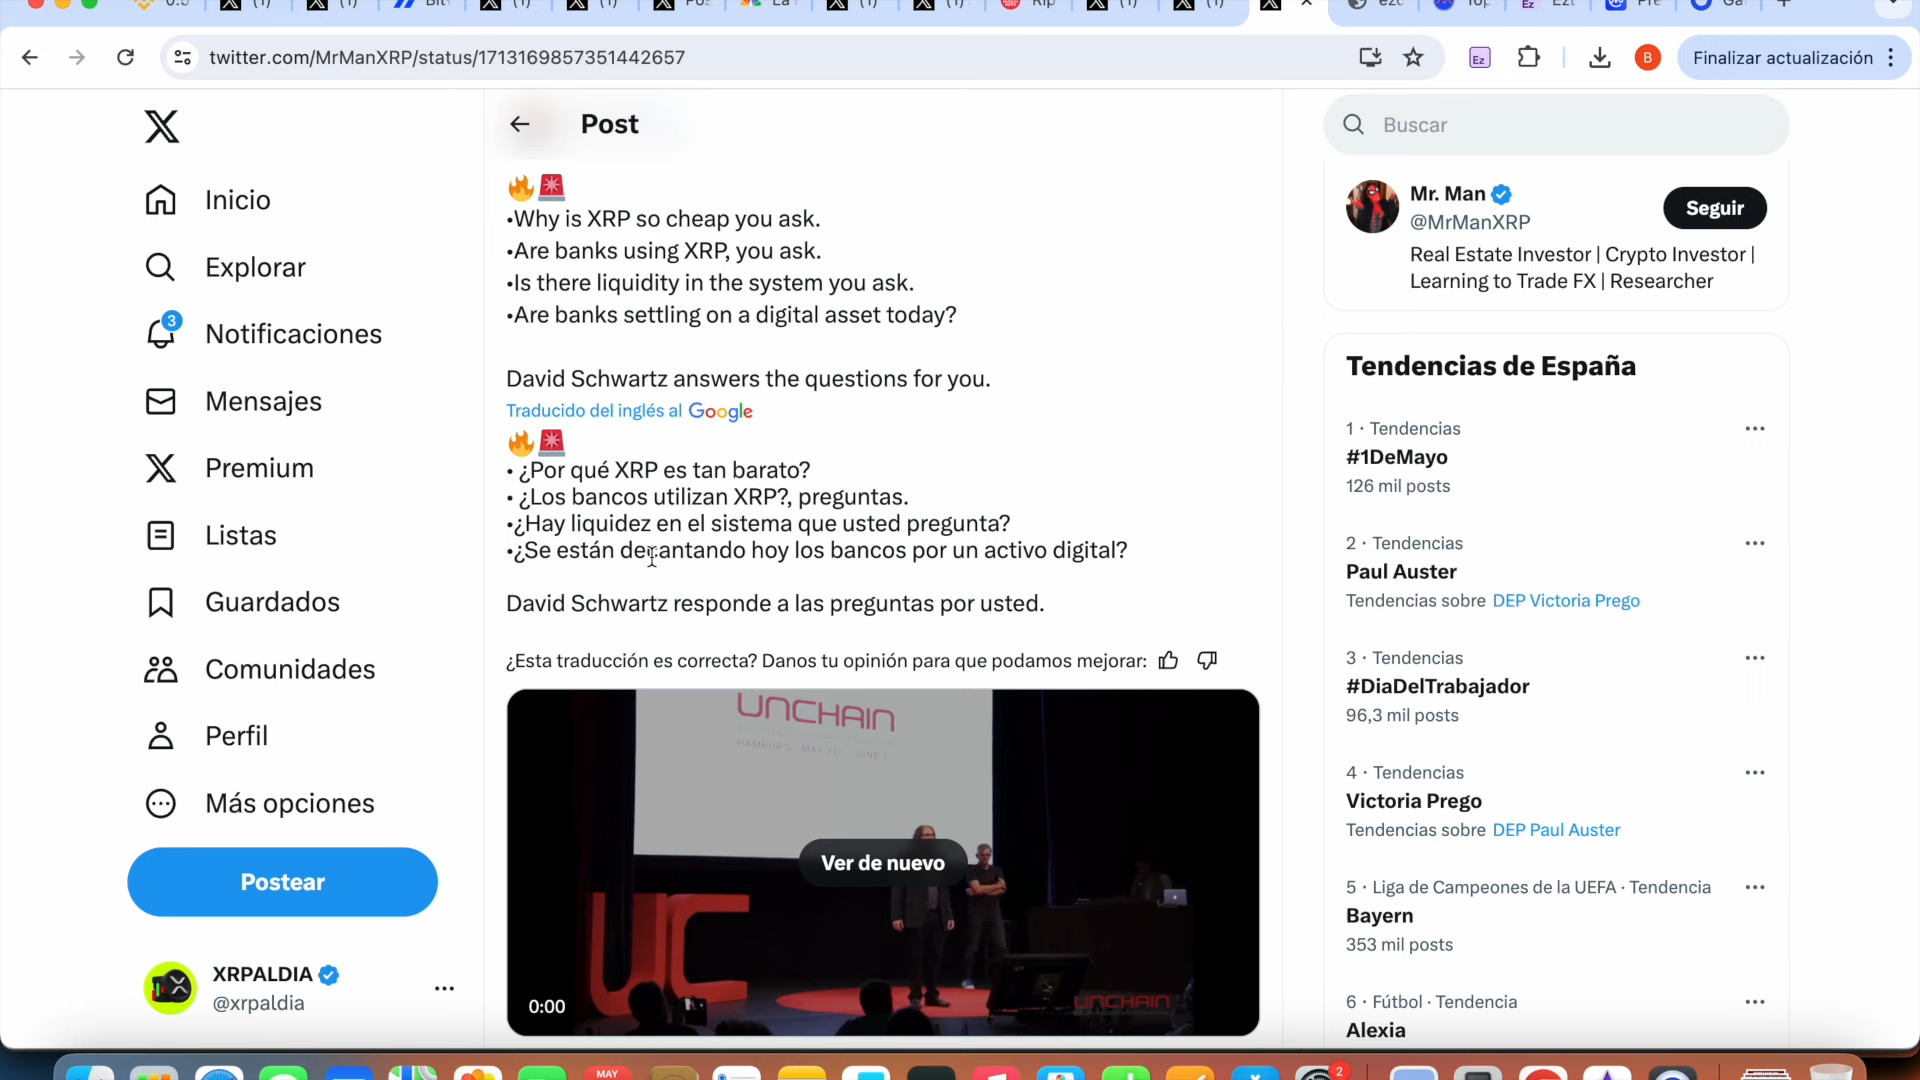 twitter.com/MrManXRP/status/1713169857351442657
Ez
B
Finalizar actualización
Inicio
Explorar
3
Notificaciones
Mensajes
Premium
Listas
Guardados
Comunidades
Perfil
Más opciones
Postear
XRPALDIA
@xrpaldia
Post
•Why is XRP so cheap you ask.
•Are banks using XRP, you ask.
•Is there liquidity in the system you ask.
•Are banks settling on a digital asset today?
David Schwartz answers the questions for you.
Traducido del inglés al Google
• ¿Por qué XRP es tan barato?
• ¿Los bancos utilizan XRP?, preguntas.
•¿Hay liquidez en el sistema que usted pregunta?
•¿Se están decantando hoy los bancos por un activo digital?
David Schwartz responde a las preguntas por usted.
¿Esta traducción es correcta? Danos tu opinión para que podamos mejorar:
UNCHAIN
Ver de nuevo
UC
0:00
UNCHAIN
Buscar
Mr. Man
@MrManXRP
Seguir
Real Estate Investor | Crypto Investor |
Learning to Trade FX | Researcher
Tendencias de España
1 · Tendencias
#1DeMayo
126 mil posts
2 · Tendencias
Paul Auster
Tendencias sobre DEP Victoria Prego
3 · Tendencias
#DiaDelTrabajador
96,3 mil posts
4 · Tendencias
Victoria Prego
Tendencias sobre DEP Paul Auster
5 · Liga de Campeones de la UEFA · Tendencia
Bayern
353 mil posts
6 · Fútbol · Tendencia
Alexia
MAY
2